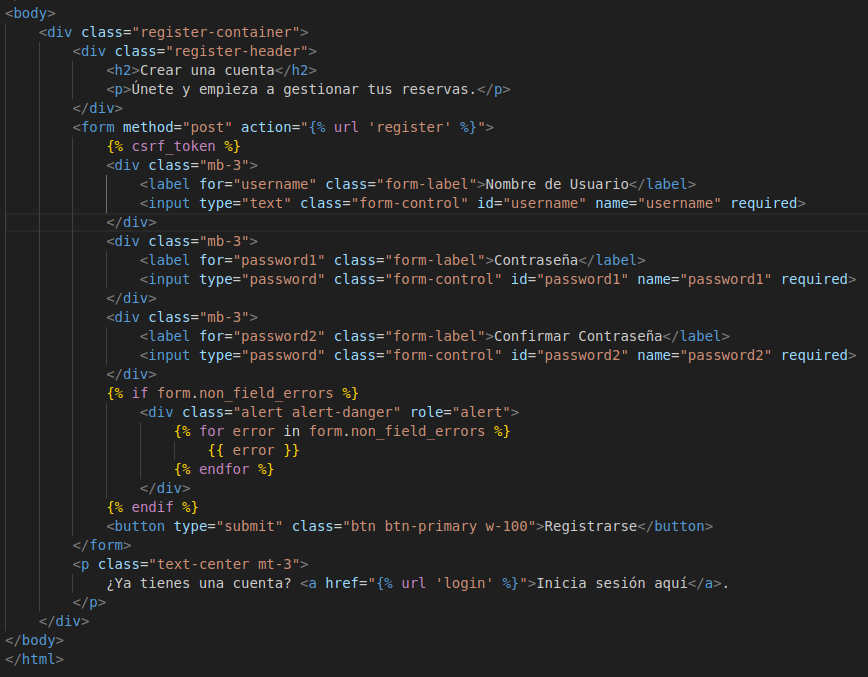 <body>
<div class="register-container">
<div class="register-header">
<h2>Crear una cuenta</h2>
<p>Únete y empieza a gestionar tus reservas.</p>
</div>
<form method="post" action="{% url 'register' %}">
{% csrf_token %}
<div class="mb-3">
<label for="username" class="form-label">Nombre de Usuario</label>
<input type="text" class="form-control" id="username" name="username" required>
</div>
<div class="mb-3">
<label for="password1" class="form-label">Contraseña</label>
<input type="password" class="form-control" id="password1" name="password1" required>
</div>
<div class="mb-3">
<label for="password2" class="form-label">Confirmar Contraseña</label>
<input type="password" class="form-control" id="password2" name="password2" required>
</div>
{% if form.non_field_errors %}
<div class="alert alert-danger" role="alert">
{% for error in form.non_field_errors %}
{{ error }}
{% endfor %}
</div>
{% endif %}
<button type="submit" class="btn btn-primary w-100">Registrarse</button>
</form>
<p class="text-center mt-3">
¿Ya tienes una cuenta? <a href="{% url 'login' %}">Inicia sesión aquí</a>.
</p>
</div>
</body>
</html>